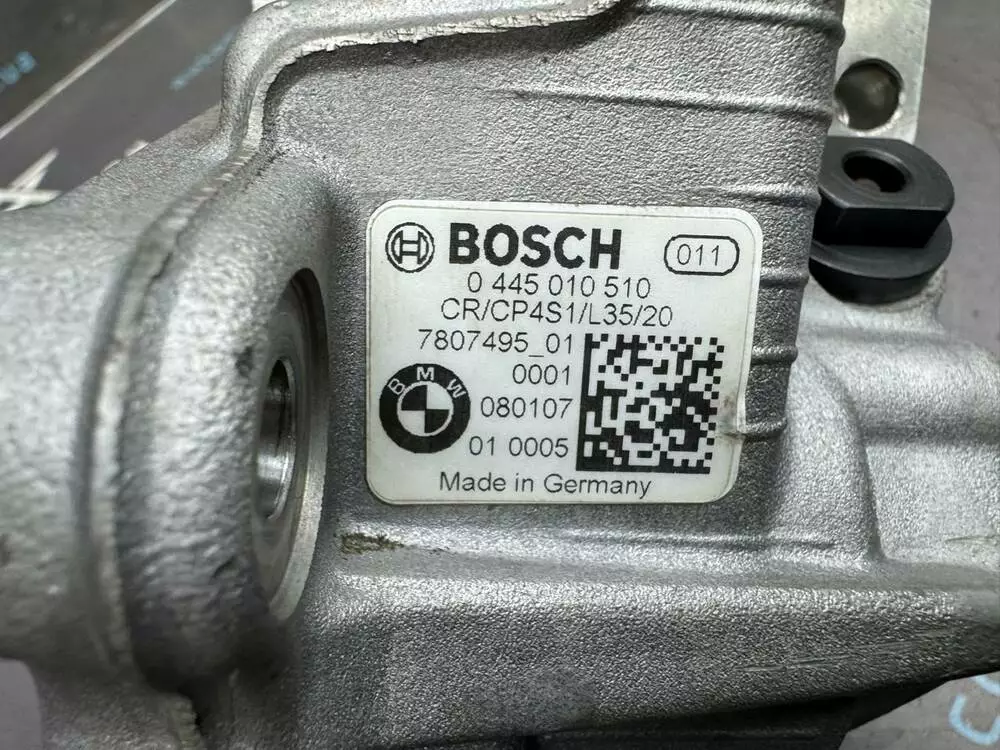 BOSCH 011
0 445 010 510
CR/CP4S1/L35/20
7807495_01
0001
BMW
080107
01 0005
Made in Germany